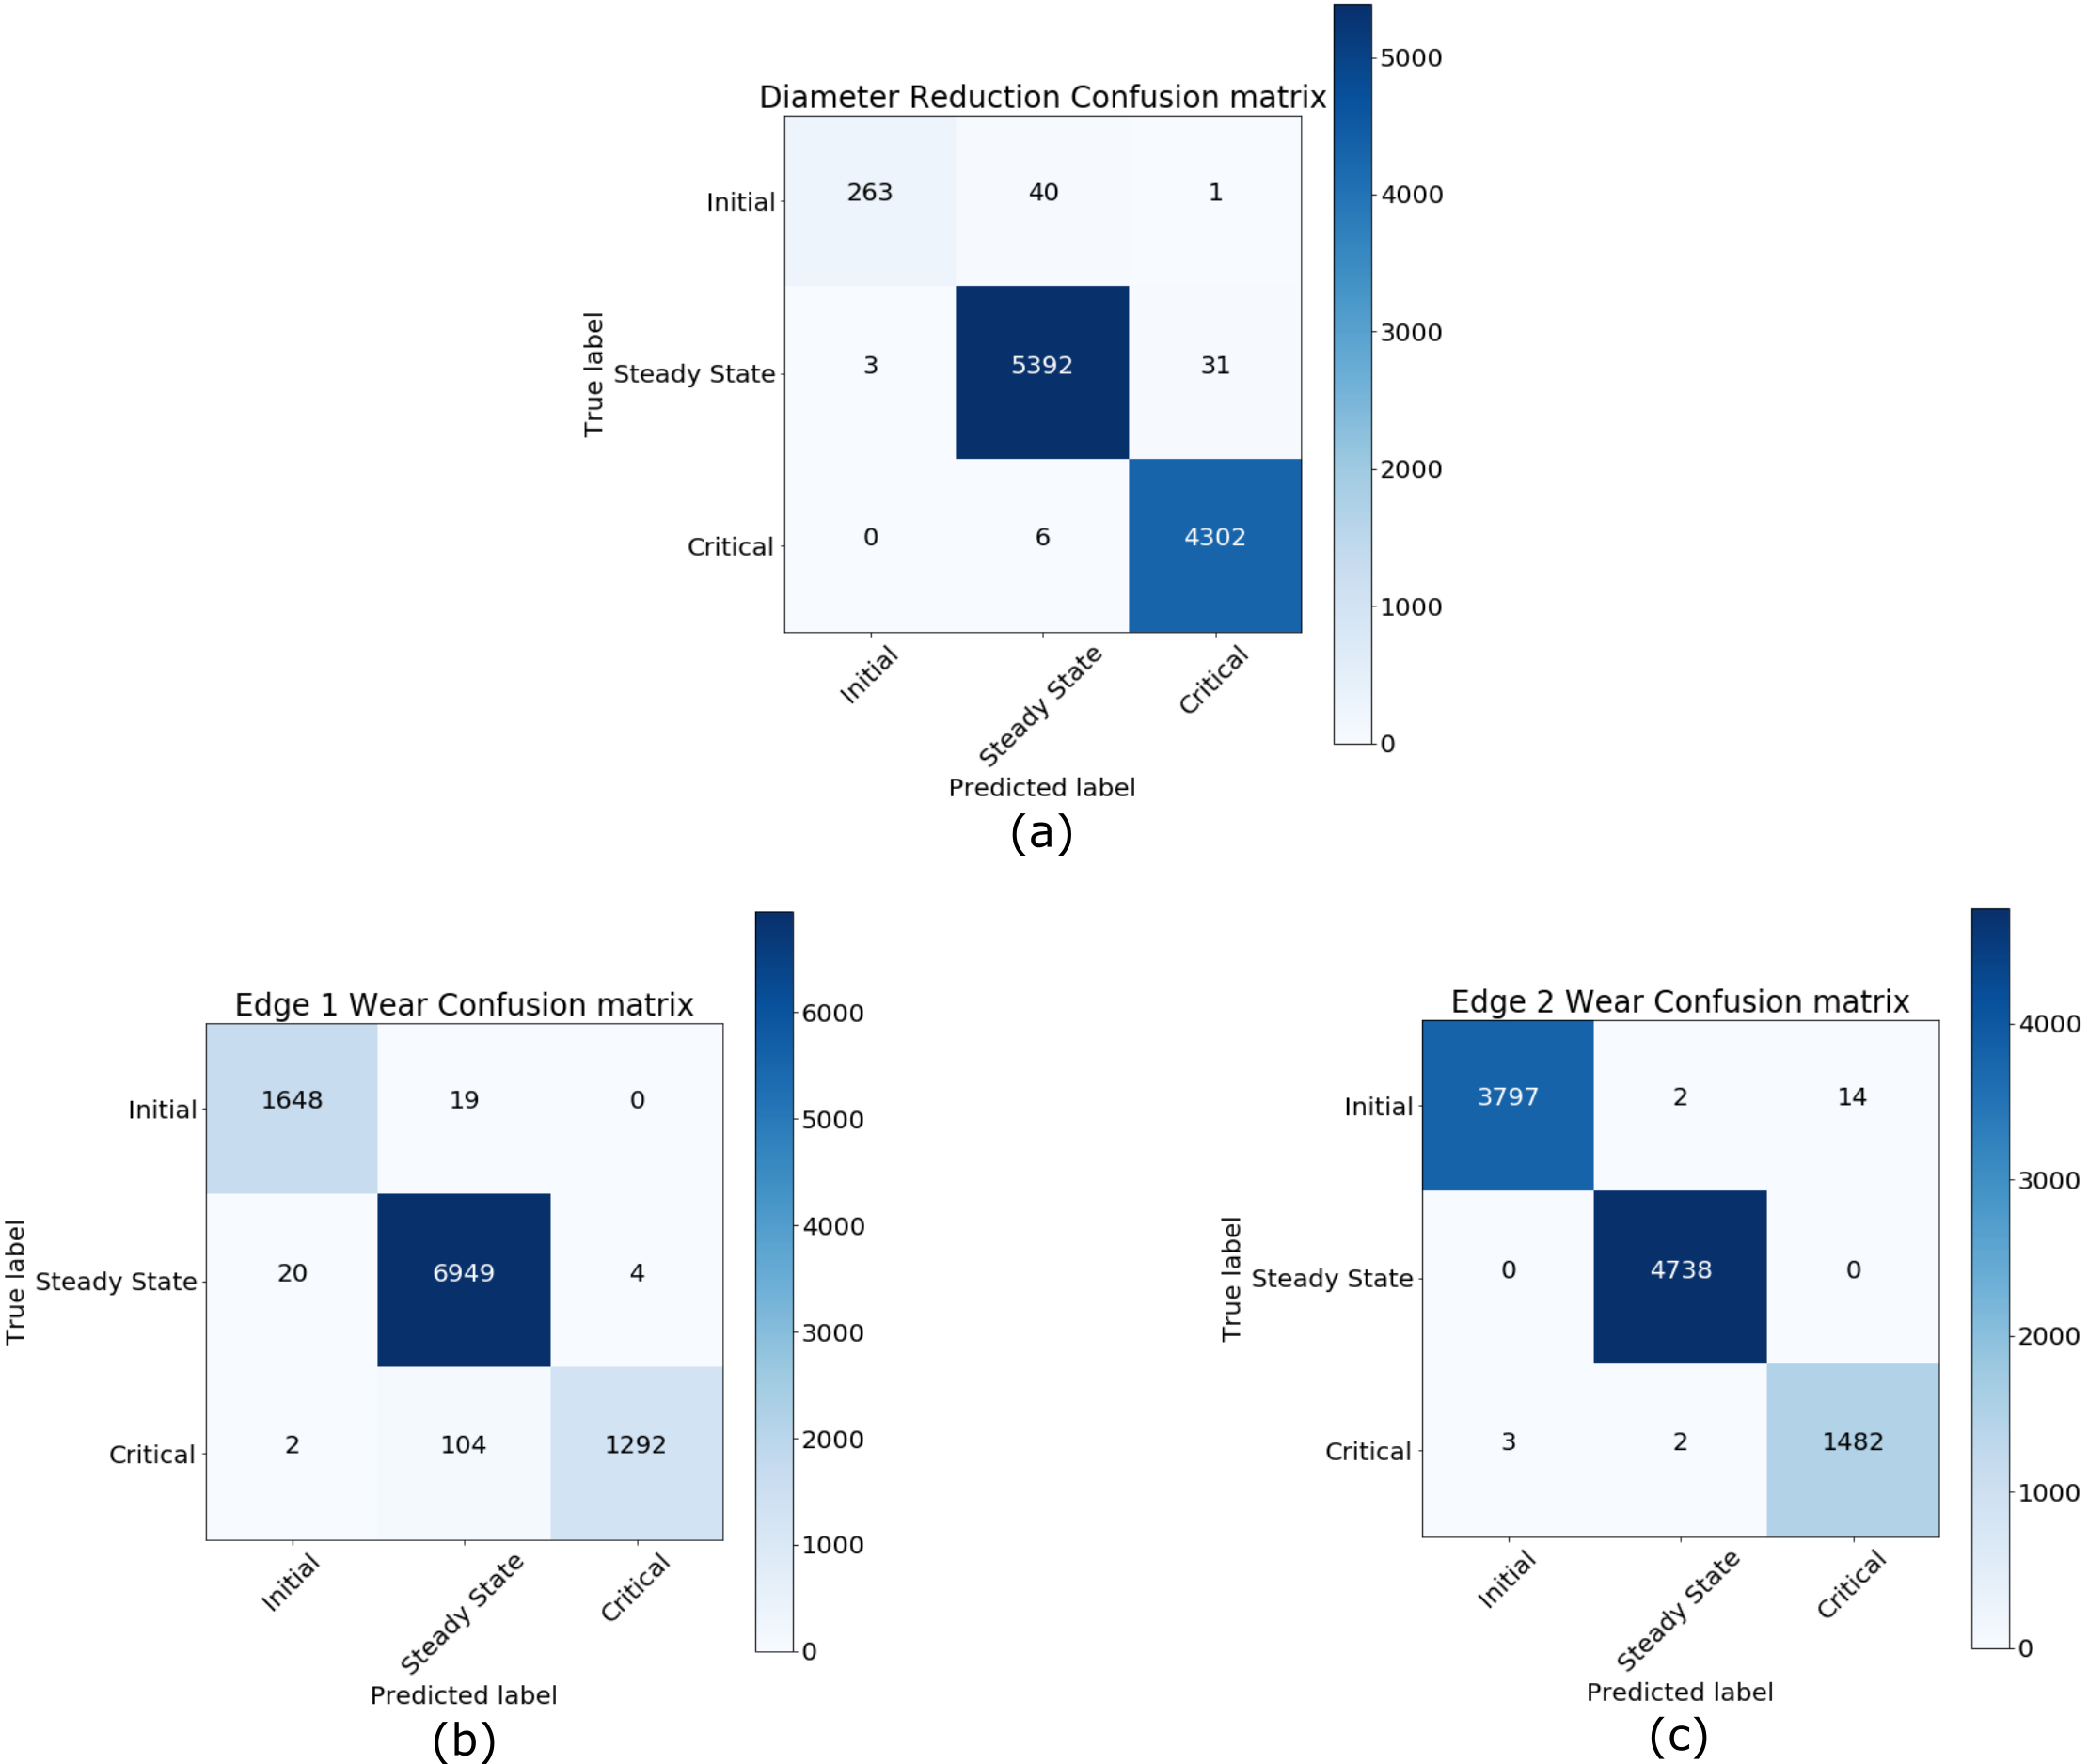 Diameter Reduction Confusion matrix
5000
4000
3000
2000
1000
0
True label
Initial 263 40 1
Steady State 3 5392 31
Critical 0 6 4302
Initial Steady State Critical
Predicted label
(a)
Edge 1 Wear Confusion matrix
6000
5000
4000
3000
2000
1000
0
True label
Initial 1648 19 0
Steady State 20 6949 4
Critical 2 104 1292
Initial Steady State Critical
Predicted label
(b)
Edge 2 Wear Confusion matrix
4000
3000
2000
1000
0
True label
Initial 3797 2 14
Steady State 0 4738 0
Critical 3 2 1482
Initial Steady State Critical
Predicted label
(c)